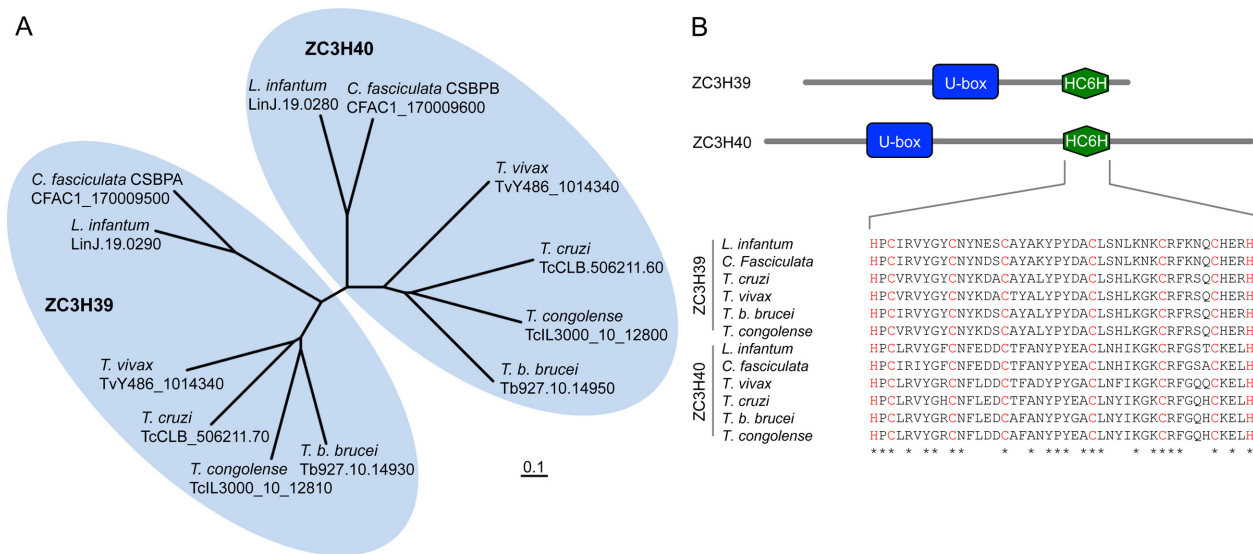 A
ZC3H40
L. infantum
LinJ.19.0280
C. fasciculata CSBPB
CFAC1_170009600
T. vivax
TvY486_1014340
T. cruzi
TcCLB.506211.60
T. congolense
TcIL3000_10_12800
T. b. brucei
Tb927.10.14950
C. fasciculata CSBPA
CFAC1_170009500
L. infantum
LinJ.19.0290
ZC3H39
T. vivax
TvY486_1014340
T. cruzi
TcCLB_506211.70
T. congolense
TcIL3000_10_12810
T. b. brucei
Tb927.10.14930
0.1
B
ZC3H39
U-box
HC6H
ZC3H40
U-box
HC6H
ZC3H39
L. infantum HPCIRVYGYCNYNESCAYAKYPYDACLSNLKNKCRFKNQCHERH
C. Fasciculata HPCIRVYGYCNYNDSCAYAKYPYDACLSNLKNKCRFKNQCHERH
T. cruzi HPCVRVYGYCNYKDACAYALYPYDACLSHLKGKCRFRSQCHERH
T. vivax HPCVRVYGYCNYKDACTYALYPYDACLSHLKGKCRFRSQCHERH
T. b. brucei HPCIRVYGYCNYKDSCAYALYPYDACLSHLKGKCRFRSQCHERH
T. congolense HPCVRVYGYCNYKDSCAYALYPYDACLSHLKGKCRFRSQCHERH
ZC3H40
L. infantum HPCLRVYGFCNFEDDCTFANYPYEACLNHIKGKCRFGSTCKELH
C. fasciculata HPCIRIYGFCNFEDDCTFANYPYEACLNHIKGKCRFGSACKELH
T. vivax HPCLRVYGRCNFLEDCTFADYPYGACLNFIKGKCRFGQQCKELH
T. cruzi HPCLRVYGHCNFLEDCTFANYPYEACLNYIKGKCRFGQHCKELH
T. b. brucei HPCLRVYGRCNFLDDCAFANYPYGACLNYIKGKCRFGQHCKELH
T. congolense HPCLRVYGRCNFLDDCAFANYPYEACLNYIKGKCRFGQHCKELH
*** *** ** * *** *** * **** * * *